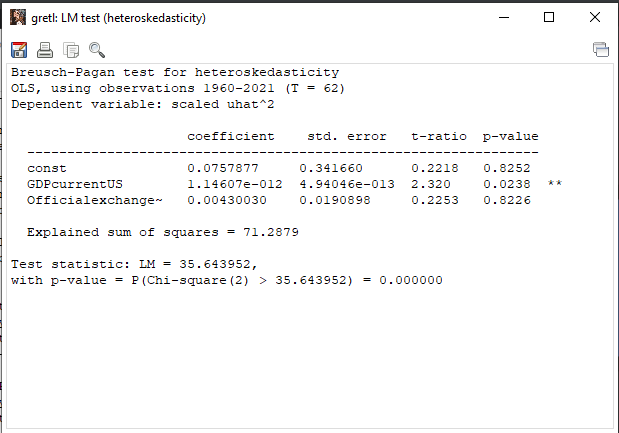 gretl: LM test (heteroskedasticity)
Breusch-Pagan test for heteroskedasticity
OLS, using observations 1960-2021 (T = 62)
Dependent variable: scaled uhat^2
coefficient std. error t-ratio p-value
-----------------------------------------------------------------
const 0.0757877 0.341660 0.2218 0.8252
GDPcurrentUS 1.14607e-012 4.94046e-013 2.320 0.0238 **
Officialexchange~ 0.00430030 0.0190898 0.2253 0.8226
Explained sum of squares = 71.2879
Test statistic: LM = 35.643952,
with p-value = P(Chi-square(2) > 35.643952) = 0.000000